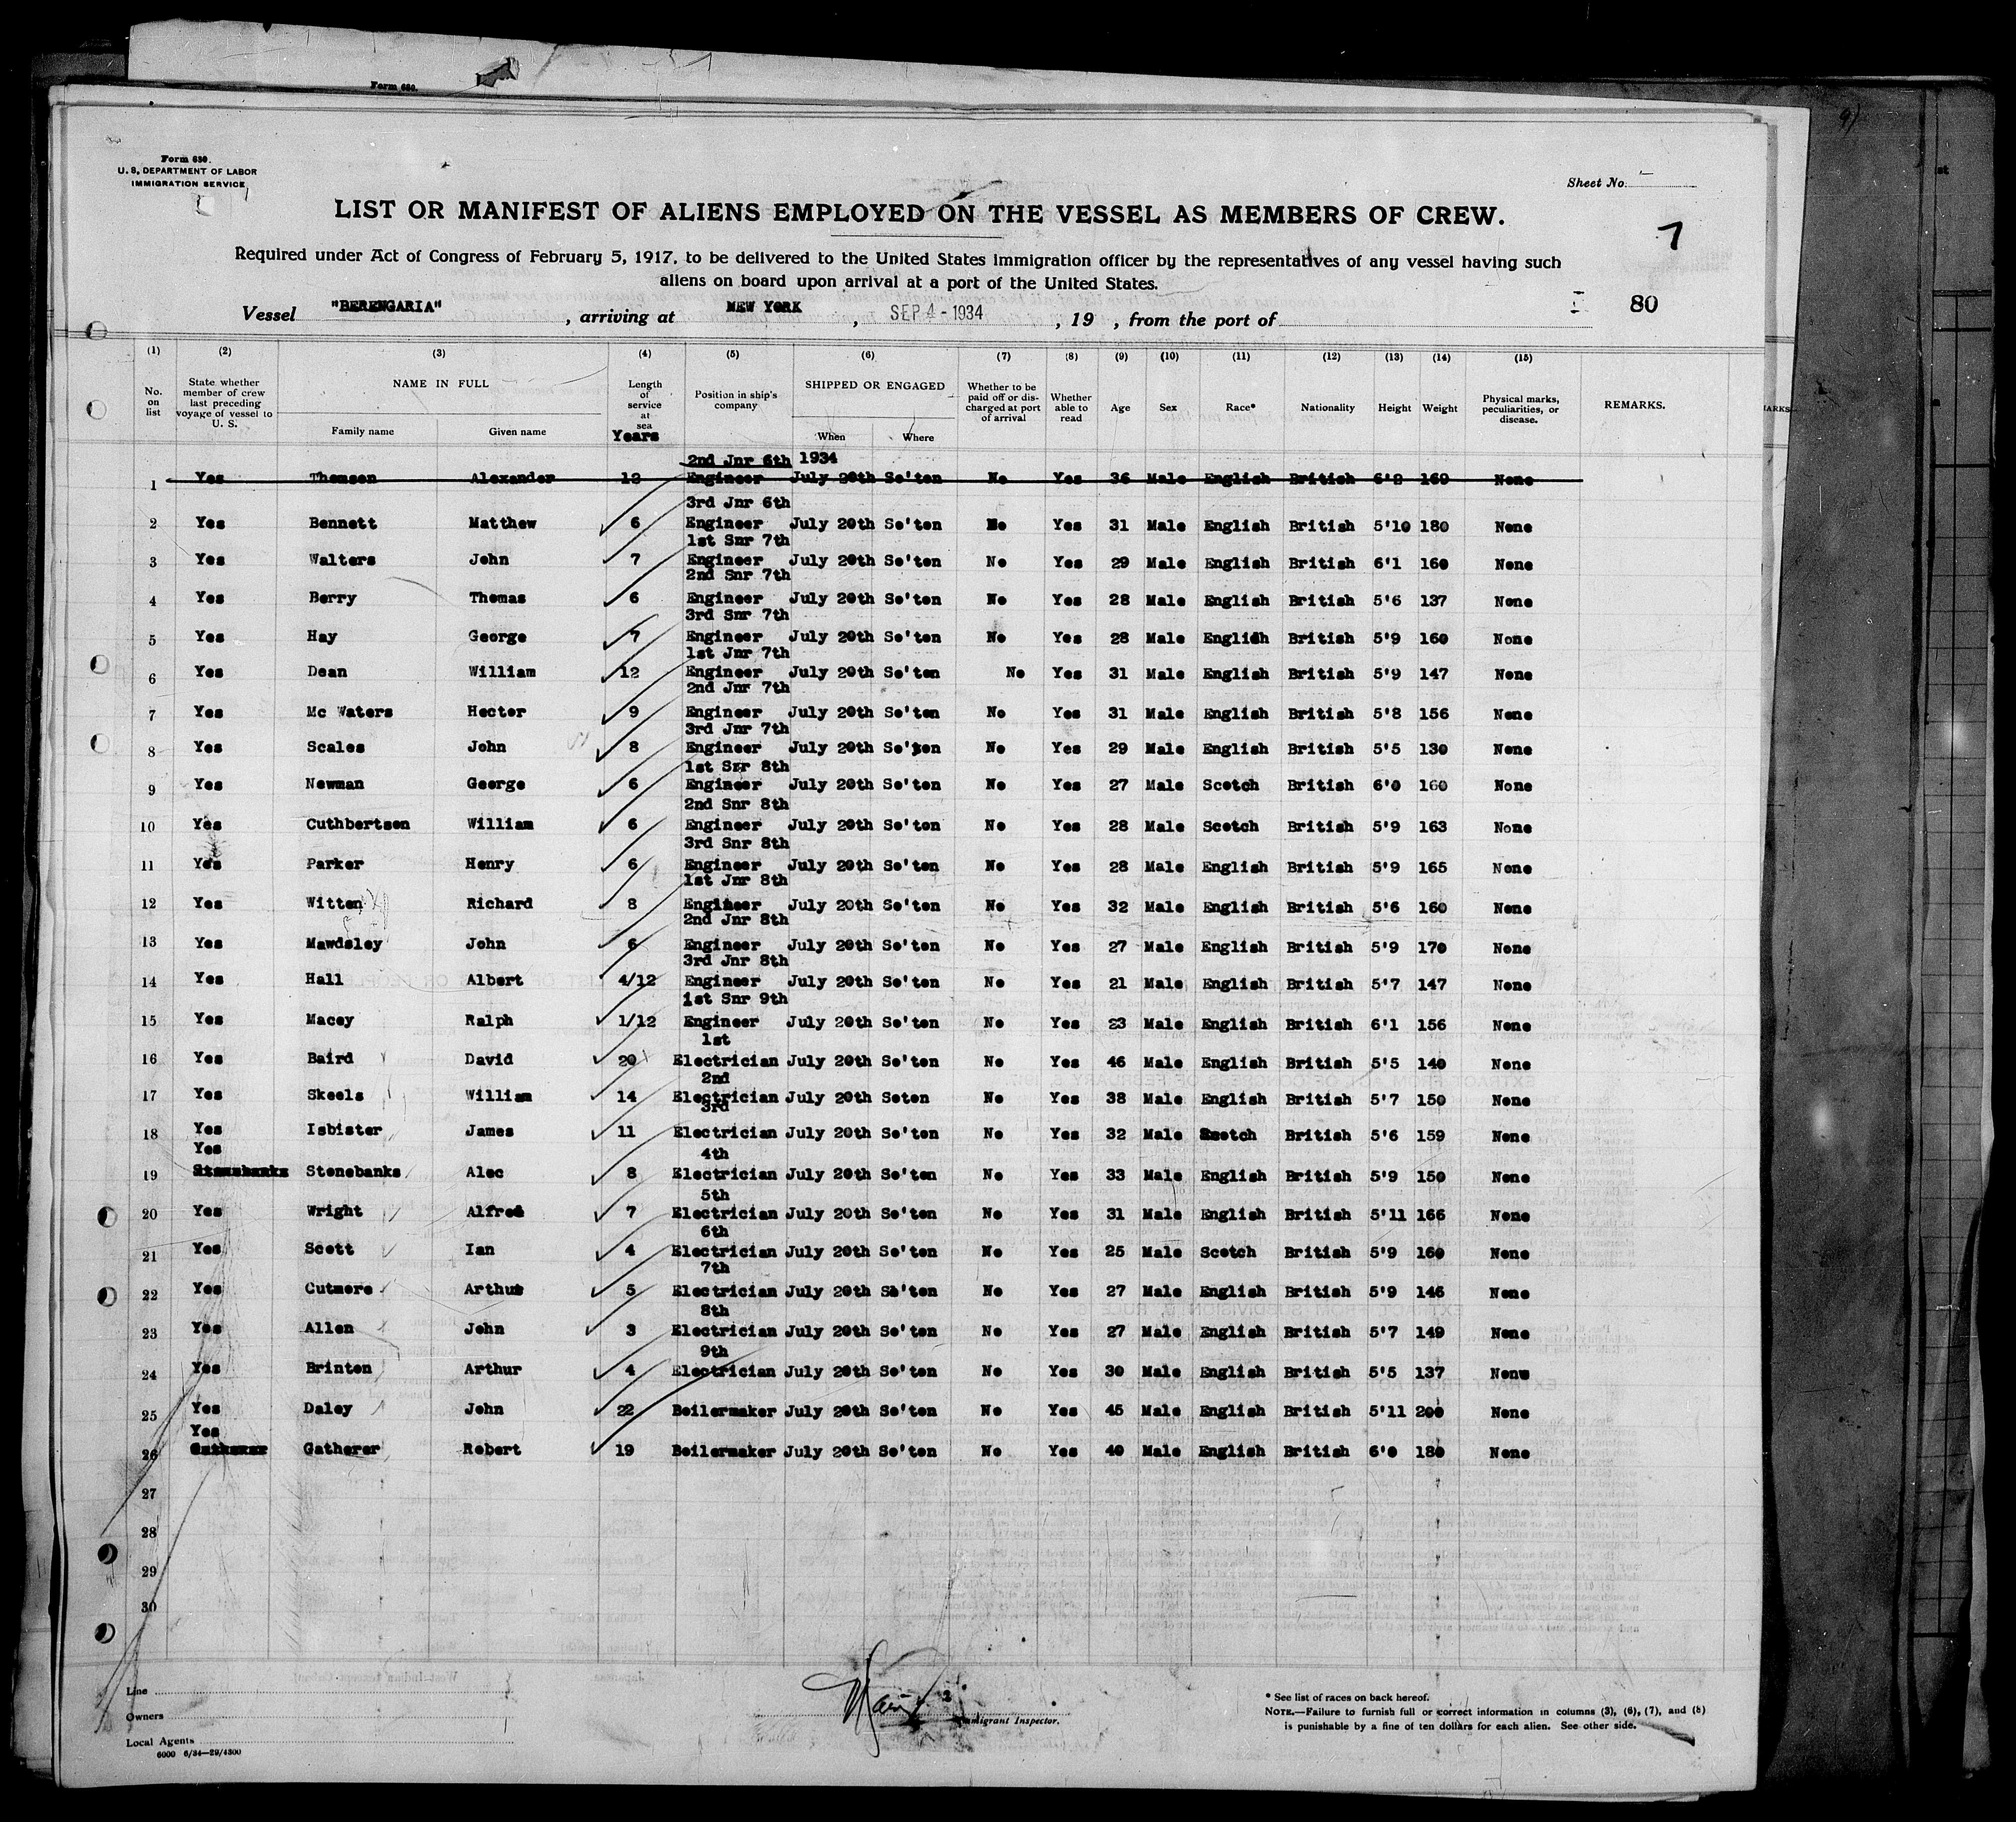 Form 630.
Form 630.
U. S. DEPARTMENT OF LABOR
IMMIGRATION SERVICE
Sheet No.
LIST OR MANIFEST OF ALIENS EMPLOYED ON THE VESSEL AS MEMBERS OF CREW.
7
Required under Act of Congress of February 5, 1917, to be delivered to the United States immigration officer by the representatives of any vessel having such
aliens on board upon arrival at a port of the United States.
Vessel "BERENGARIA", arriving at NEW YORK, SEP 4 - 1934, 19 , from the port of I 80
(1) (2) (3) (4) (5) (6) (7) (8) (9) (10) (11) (12) (13) (14) (15)
No. on list State whether member of crew last preceding voyage of vessel to U. S. NAME IN FULL Family name Given name Length of service at sea Years Position in ship's company SHIPPED OR ENGAGED When Where Whether to be paid off or discharged at port of arrival Whether able to read Age Sex Race* Nationality Height Weight Physical marks, peculiarities, or disease. REMARKS.
2nd Jnr 6th 1934
1 Yes Thomson Alexander 12 Engineer July 20th So'ton No Yes 36 Male English British 6'2 160 None
3rd Jnr 6th
2 Yes Bennett Matthew 6 Engineer July 20th So'ton No Yes 31 Male English British 5'10 180 None
1st Snr 7th
3 Yes Walters John 7 Engineer July 20th So'ton No Yes 29 Male English British 6'1 160 None
2nd Snr 7th
4 Yes Berry Thomas 6 Engineer July 20th So'ton No Yes 28 Male English British 5'6 137 None
3rd Snr 7th
5 Yes Hay George 7 Engineer July 20th So'ton No Yes 28 Male English British 5'9 160 None
1st Jnr 7th
6 Yes Dean William 12 Engineer July 20th So'ton No Yes 31 Male English British 5'9 147 None
2nd Jnr 7th
7 Yes Mc Waters Hector 9 Engineer July 20th So'ton No Yes 31 Male English British 5'8 156 None
3rd Jnr 7th
8 Yes Scales John 8 Engineer July 20th So'ton No Yes 29 Male English British 5'5 130 None
1st Snr 8th
9 Yes Newman George 6 Engineer July 20th So'ton No Yes 27 Male Scotch British 6'0 160 None
2nd Snr 8th
10 Yes Cuthbertson William 6 Engineer July 20th So'ton No Yes 28 Male Scotch British 5'9 163 None
3rd Snr 8th
11 Yes Parker Henry 6 Engineer July 20th So'ton No Yes 28 Male English British 5'9 165 None
1st Jnr 8th
12 Yes Witten Richard 8 Engineer July 20th So'ton No Yes 32 Male English British 5'6 160 None
2nd Jnr 8th
13 Yes Mawdsley John 6 Engineer July 20th So'ton No Yes 27 Male English British 5'9 170 None
3rd Jnr 8th
14 Yes Hall Albert 4/12 Engineer July 20th So'ton No Yes 21 Male English British 5'7 147 None
1st Snr 9th
15 Yes Macey Ralph 1/12 Engineer July 20th So'ton No Yes 23 Male English British 6'1 156 None
1st
16 Yes Baird David 20 Electrician July 20th So'ton No Yes 46 Male English British 5'5 140 None
2nd
17 Yes Skeels William 14 Electrician July 20th Soton No Yes 38 Male English British 5'7 150 None
3rd
18 Yes Isbister James 11 Electrician July 20th So'ton No Yes 32 Male Scotch British 5'6 159 None
Yes 4th
19 Stonebanks Stonebanks Alec 8 Electrician July 20th So'ton No Yes 33 Male English British 5'9 150 None
5th
20 Yes Wright Alfred 7 Electrician July 20th So'ton No Yes 31 Male English British 5'11 166 None
6th
21 Yes Scott Ian 4 Electrician July 20th So'ton No Yes 25 Male Scotch British 5'9 160 None
7th
22 Yes Cutmore Arthur 5 Electrician July 20th So'ton No Yes 27 Male English British 5'9 146 None
8th
23 Yes Allen John 3 Electrician July 20th So'ton No Yes 27 Male English British 5'7 149 None
9th
24 Yes Brinton Arthur 4 Electrician July 20th So'ton No Yes 30 Male English British 5'5 137 None
25 Yes Daley John 22 Boilermaker July 20th So'ton No Yes 45 Male English British 5'11 200 None
Yes
26 Gatherer Gatherer Robert 19 Boilermaker July 20th So'ton No Yes 40 Male English British 6'0 180 None
27
28
29
30
Line
Owners
Local Agents
6000 6/34—29/4300
Immigrant Inspector.
* See list of races on back hereof.
NOTE.—Failure to furnish full or correct information in columns (3), (6), (7), and (8)
is punishable by a fine of ten dollars for each alien. See other side.